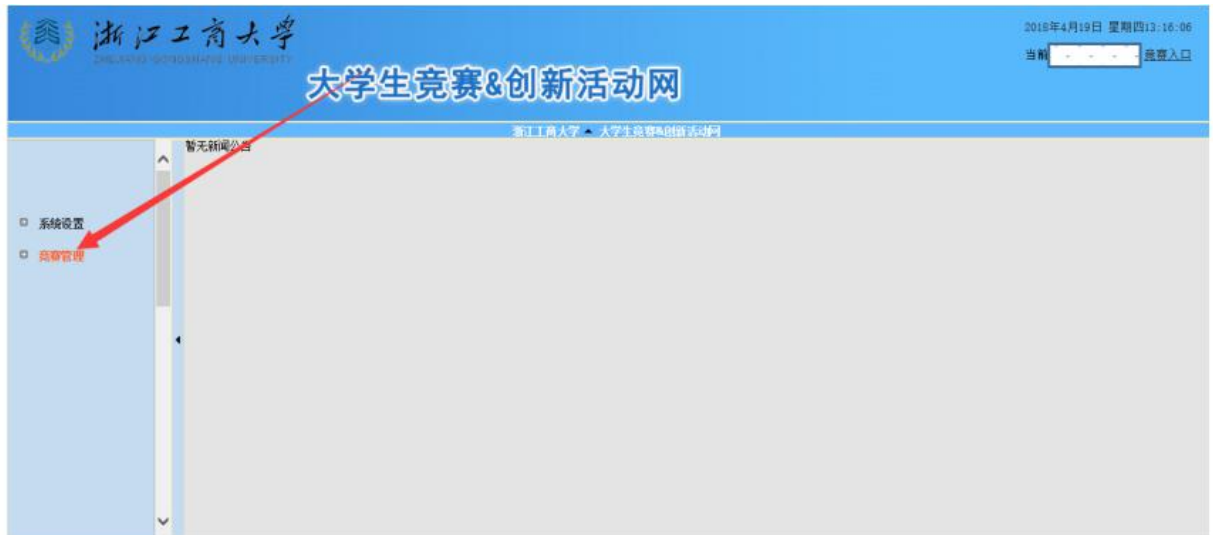 浙江工商大学
ZHEJIANG GONGSHANG UNIVERSITY
大学生竞赛&创新活动网
2018年4月19日 星期四13:16:06
当前 竞赛入口
浙江工商大学 大学生竞赛&创新活动网
暂无新闻公告
系统设置
竞赛管理